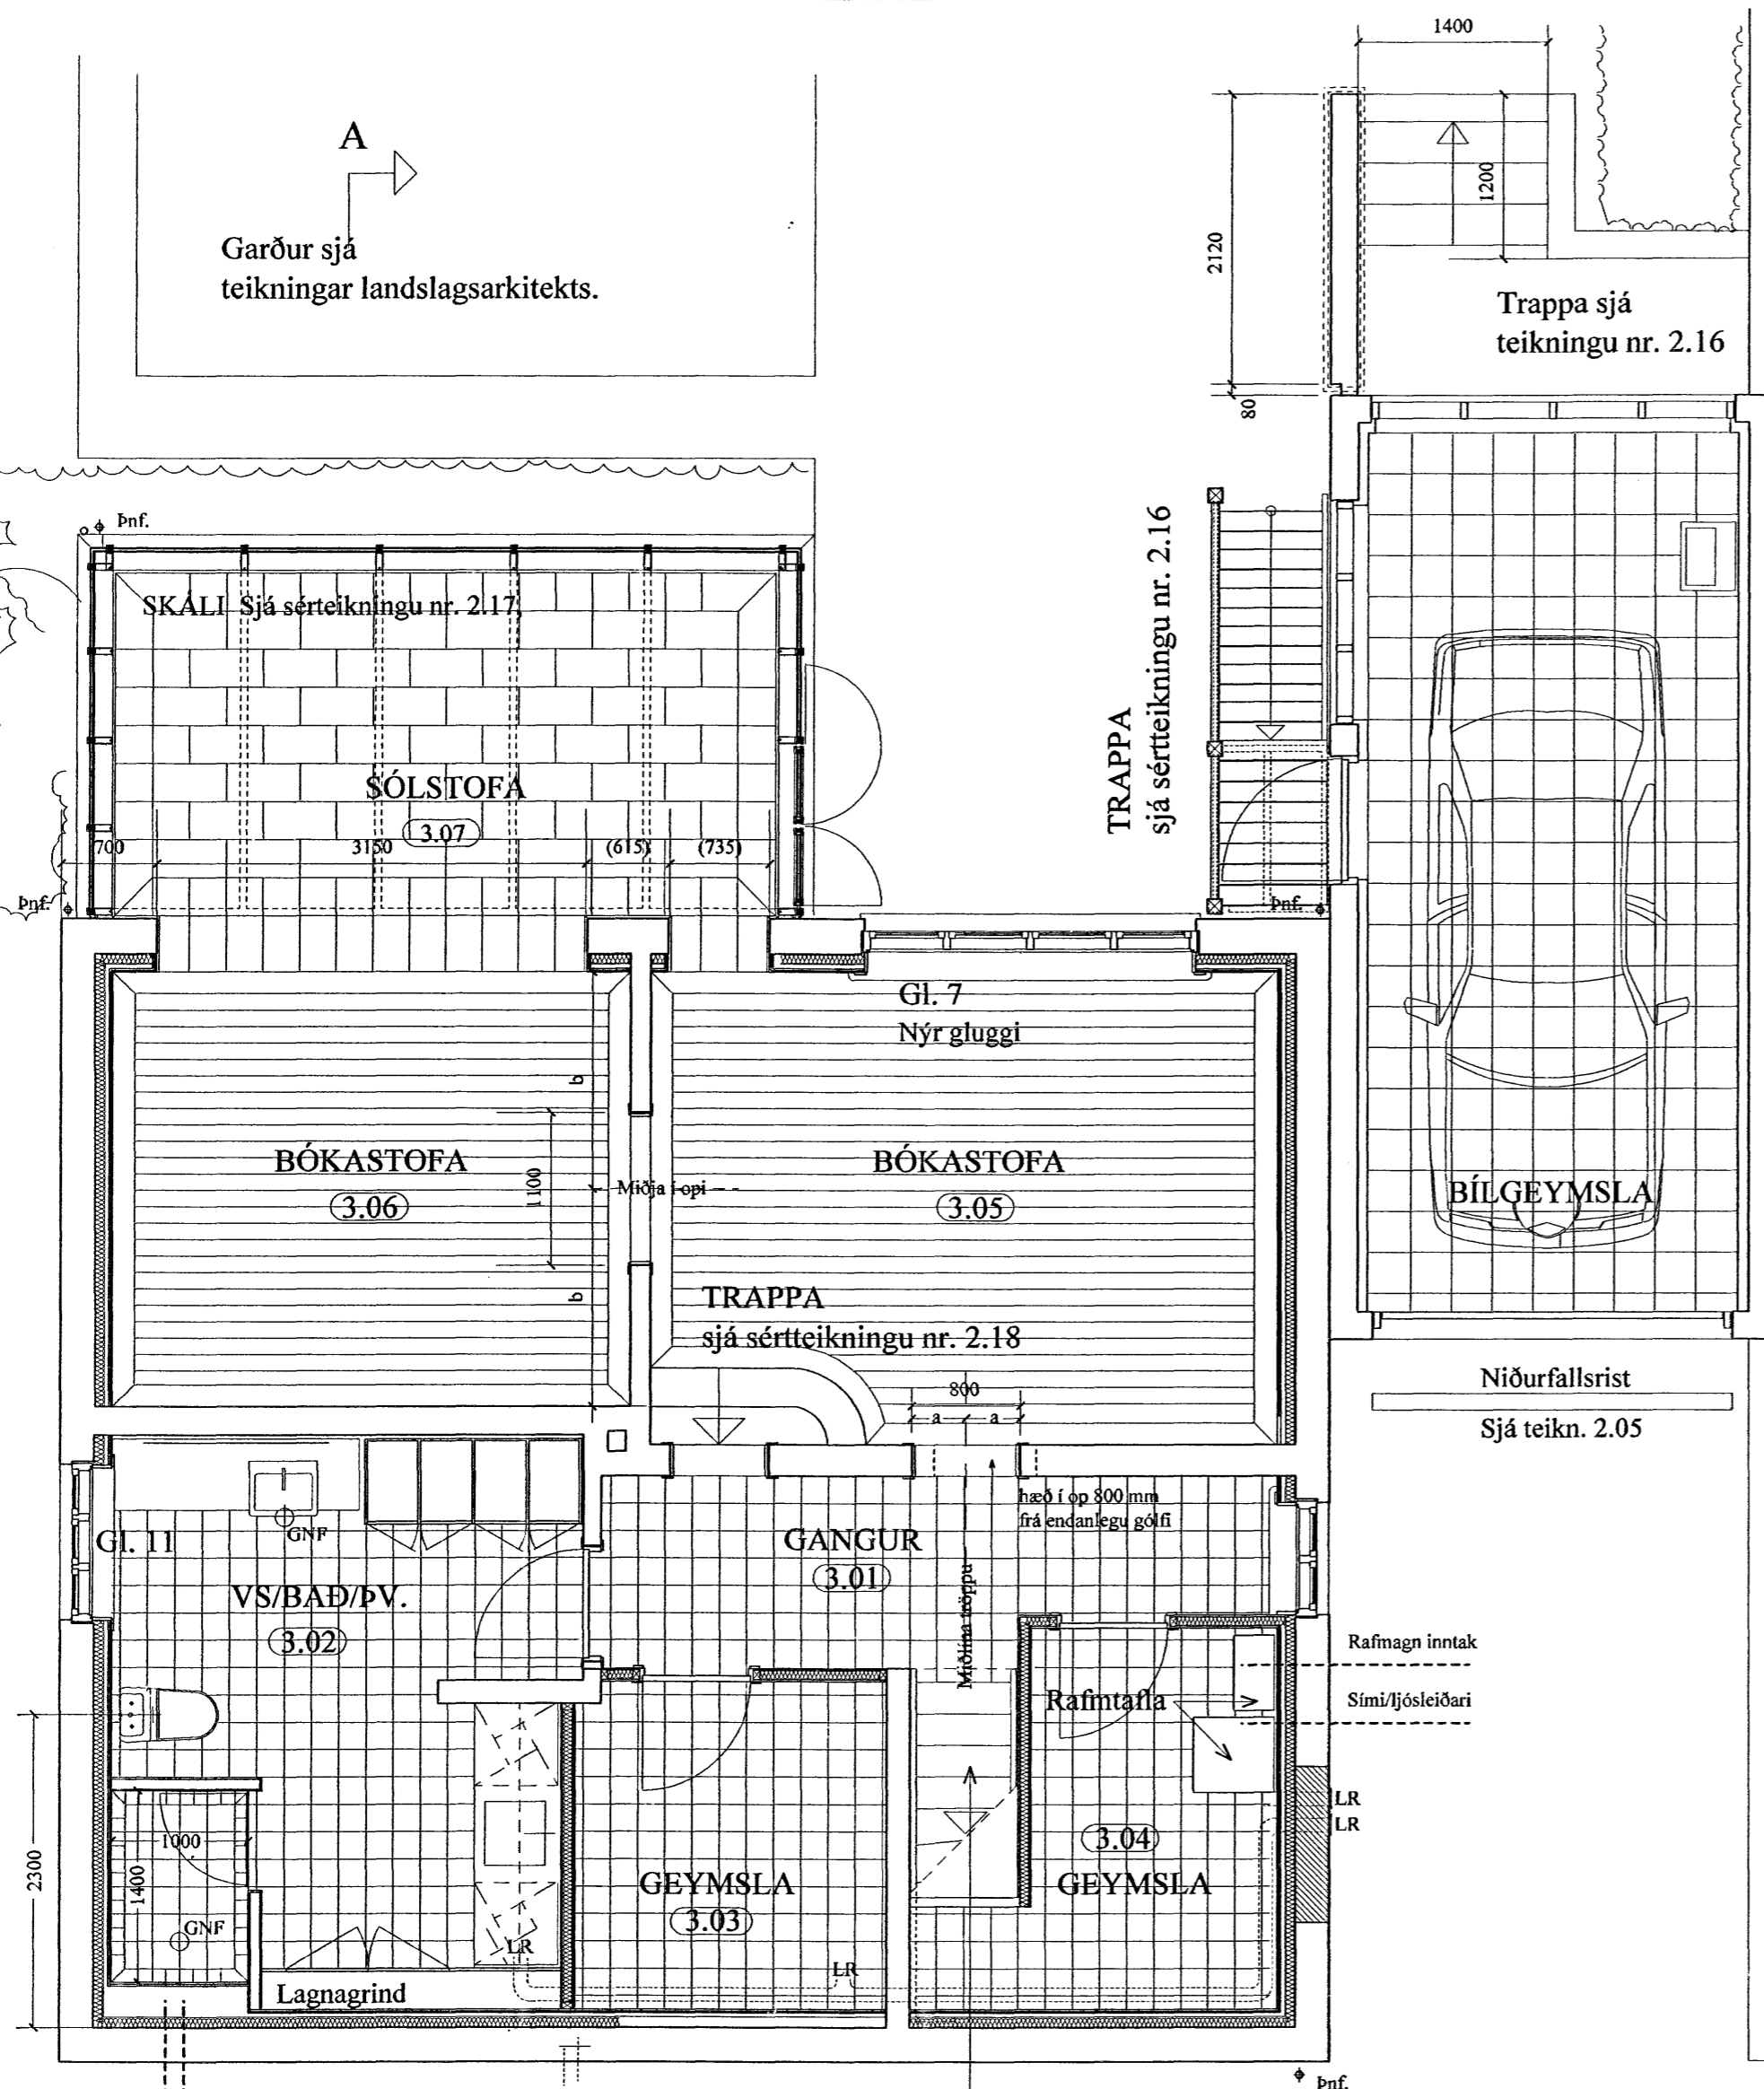 1400
A
Garður sjá
teikningar landslagsarkitekts.
2120
1200
80
Trappa sjá
teikningu nr. 2.16
Þnf.
SKÁLI Sjá sérteikningu nr. 2.17
TRAPPA
sjá sértteikningu nr. 2.16
SÓLSTOFA
3.07
700
3150
(615)
(735)
Þnf.
Þnf.
Gl. 7
Nýr gluggi
b
BÓKASTOFA
3.06
1100
Miðja í opi
b
BÓKASTOFA
3.05
BÍLGEYMSLA
TRAPPA
sjá sértteikningu nr. 2.18
800
a
a
Niðurfallsrist
Sjá teikn. 2.05
hæð í op 800 mm
frá endanlegu gólfi
Gl. 11
GNF
GANGUR
3.01
Miðlína tröppu
VS/BAÐ/ÞV.
3.02
Rafmagn inntak
Sími/ljósleiðari
Rafmtafla
LR
LR
2300
1000
1400
GNF
3.04
GEYMSLA
GEYMSLA
3.03
LR
LR
Lagnagrind
Þnf.